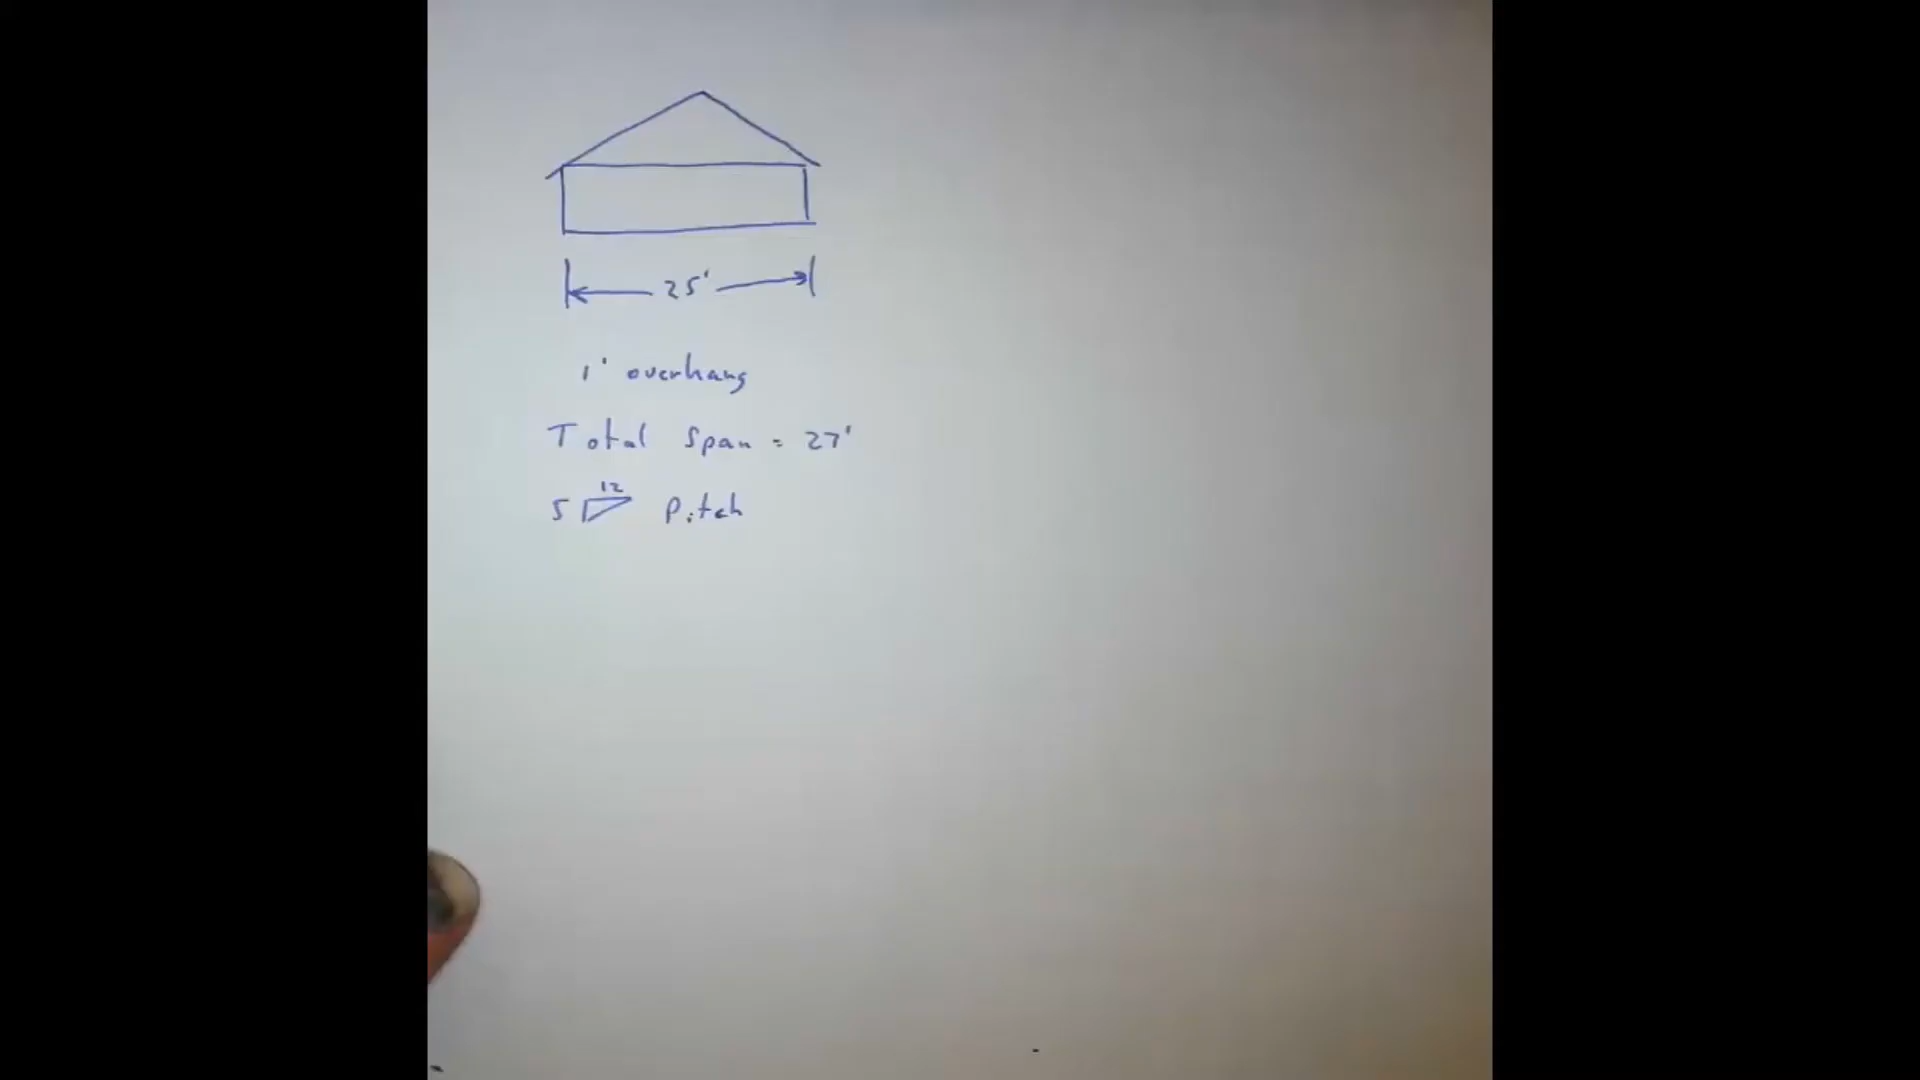 25'
1' overhang
Total Span = 27'
12
5 Pitch